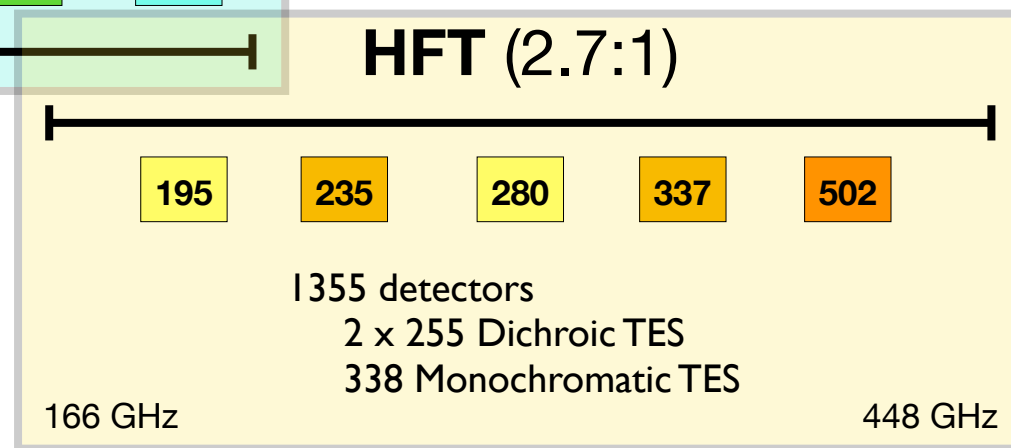 HFT (2.7:1)
195 235 280 337 502
1355 detectors
2 x 255 Dichroic TES
338 Monochromatic TES
166 GHz 448 GHz